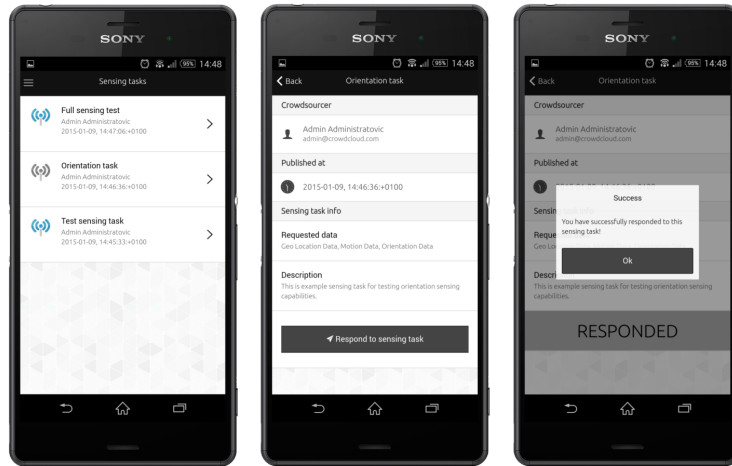 SONY
95% 14:48
Sensing tasks
Full sensing test
Admin Administratovic
2015-01-09, 14:47:06:+0100
Orientation task
Admin Administratovic
2015-01-09, 14:46:36:+0100
Test sensing task
Admin Administratovic
2015-01-09, 14:45:33:+0100
SONY
95% 14:48
Back Orientation task
Crowdsourcer
Admin Administratovic
admin@crowdcloud.com
Published at
2015-01-09, 14:46:36:+0100
Sensing task info
Requested data
Geo Location Data, Motion Data, Orientation Data
Description
This is example sensing task for testing orientation sensing
capabilities.
Respond to sensing task
SONY
95% 14:48
Back Orientation task
Crowdsourcer
Admin Administratovic
admin@crowdcloud.com
Published at
Success
You have successfully responded to this
sensing task!
Ok
This is example sensing task for testing orientation sensing
capabilities.
RESPONDED